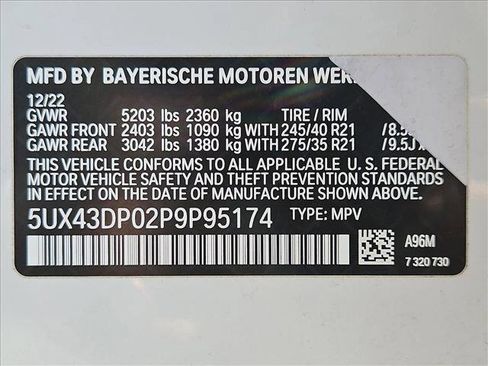 MFD BY BAYERISCHE MOTOREN
12/22
GVWR 5203 lbs 2360 kg TIRE / RIM
GAWR FRONT 2403 lbs 1090 kg WITH 245/40 R21
GAWR REAR 3042 lbs 1380 kg WITH 275/35 R21
THIS VEHICLE CONFORMS TO ALL APPLICABLE U. S. FEDERAL
MOTOR VEHICLE SAFETY AND THEFT PREVENTION STANDARDS
IN EFFECT ON THE DATE OF MANUFACTURE SHOWN ABOVE.
5UX43DP02P9P95174 TYPE: MPV
A96M
7 320 730